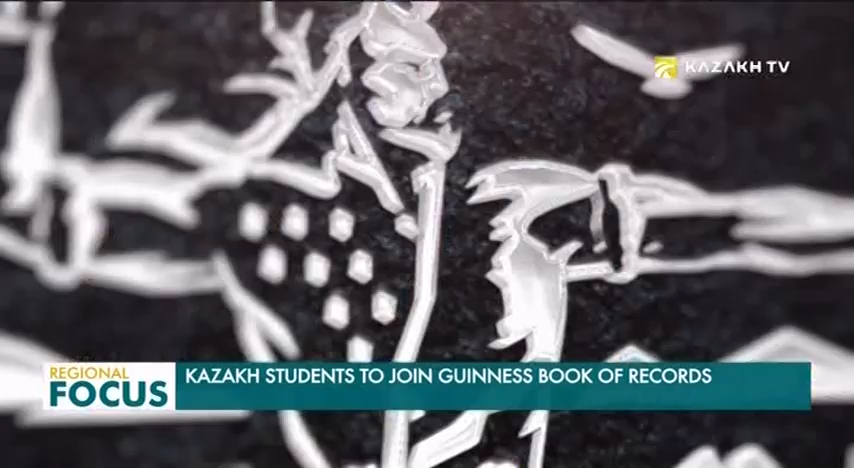 KAZAKH TV
REGIONAL
FOCUS
KAZAKH STUDENTS TO JOIN GUINNESS BOOK OF RECORDS